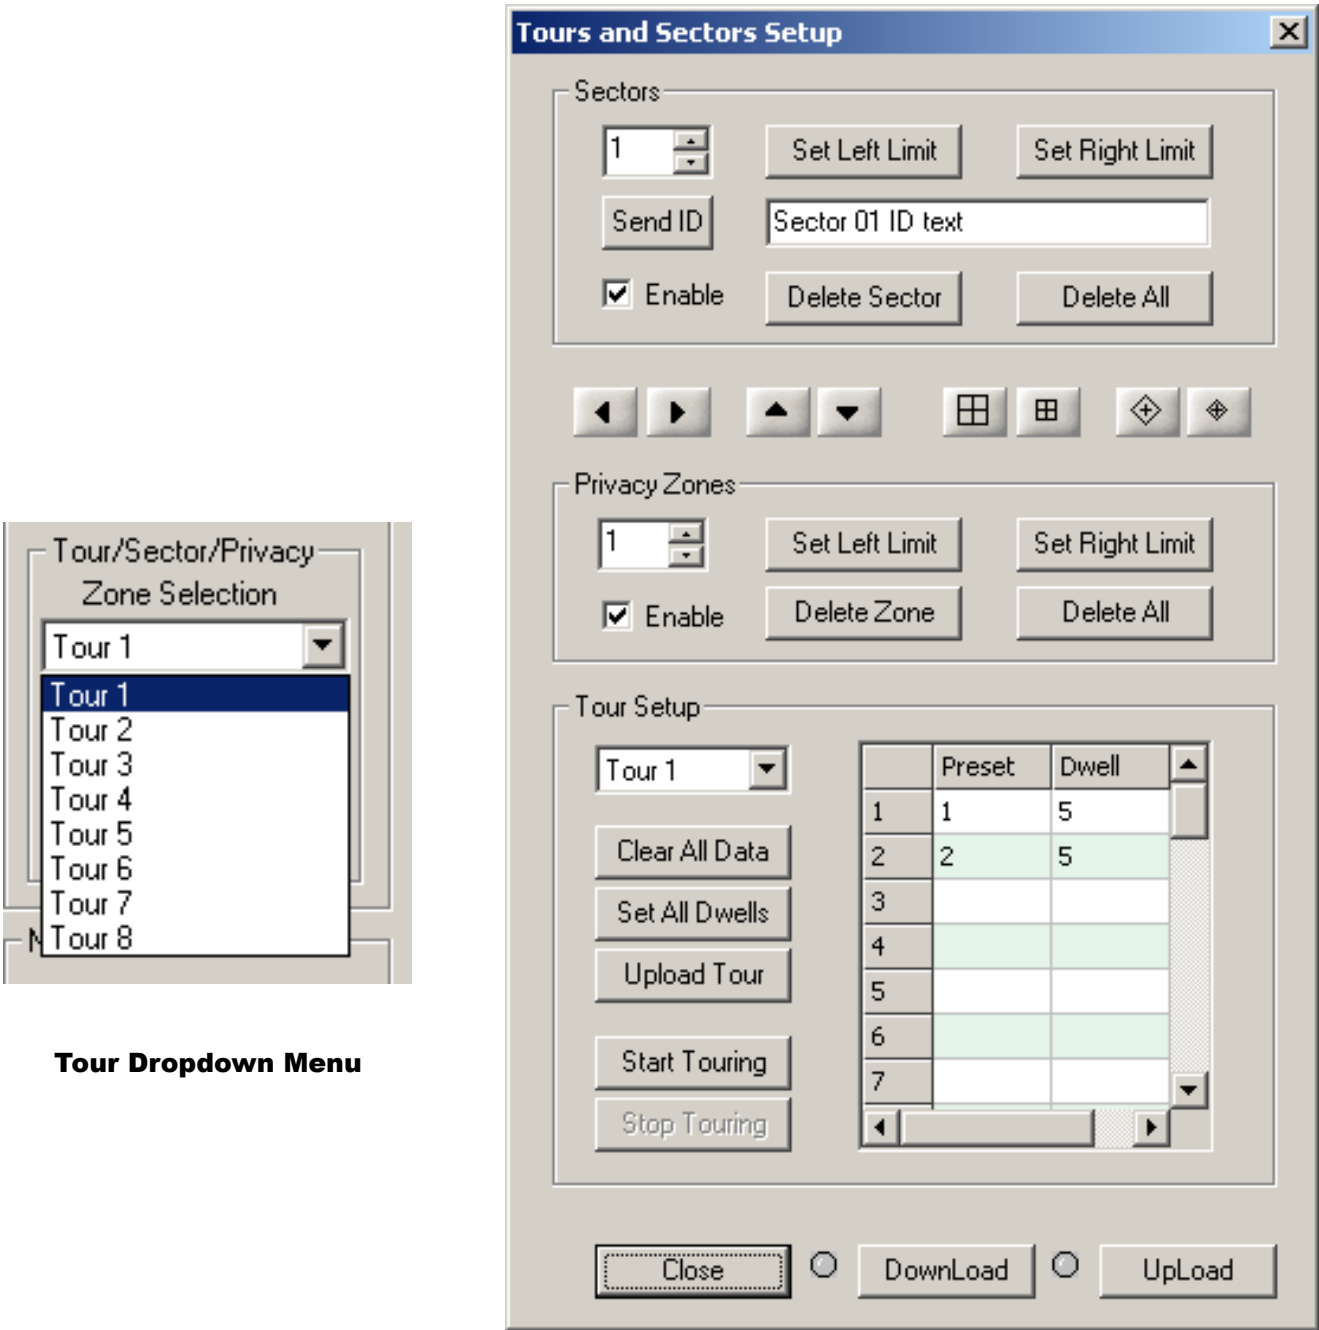 Tours and Sectors Setup
Sectors
1
Set Left Limit
Set Right Limit
Send ID
Sector 01 ID text
Enable
Delete Sector
Delete All
Privacy Zones
1
Set Left Limit
Set Right Limit
Enable
Delete Zone
Delete All
Tour Setup
Tour 1
Clear All Data
Set All Dwells
Upload Tour
Start Touring
Stop Touring
Preset Dwell
1 1 5
2 2 5
3
4
5
6
7
Close
DownLoad
UpLoad
Tour/Sector/Privacy
Zone Selection
Tour 1
Tour 1
Tour 2
Tour 3
Tour 4
Tour 5
Tour 6
Tour 7
Tour 8
Tour Dropdown Menu